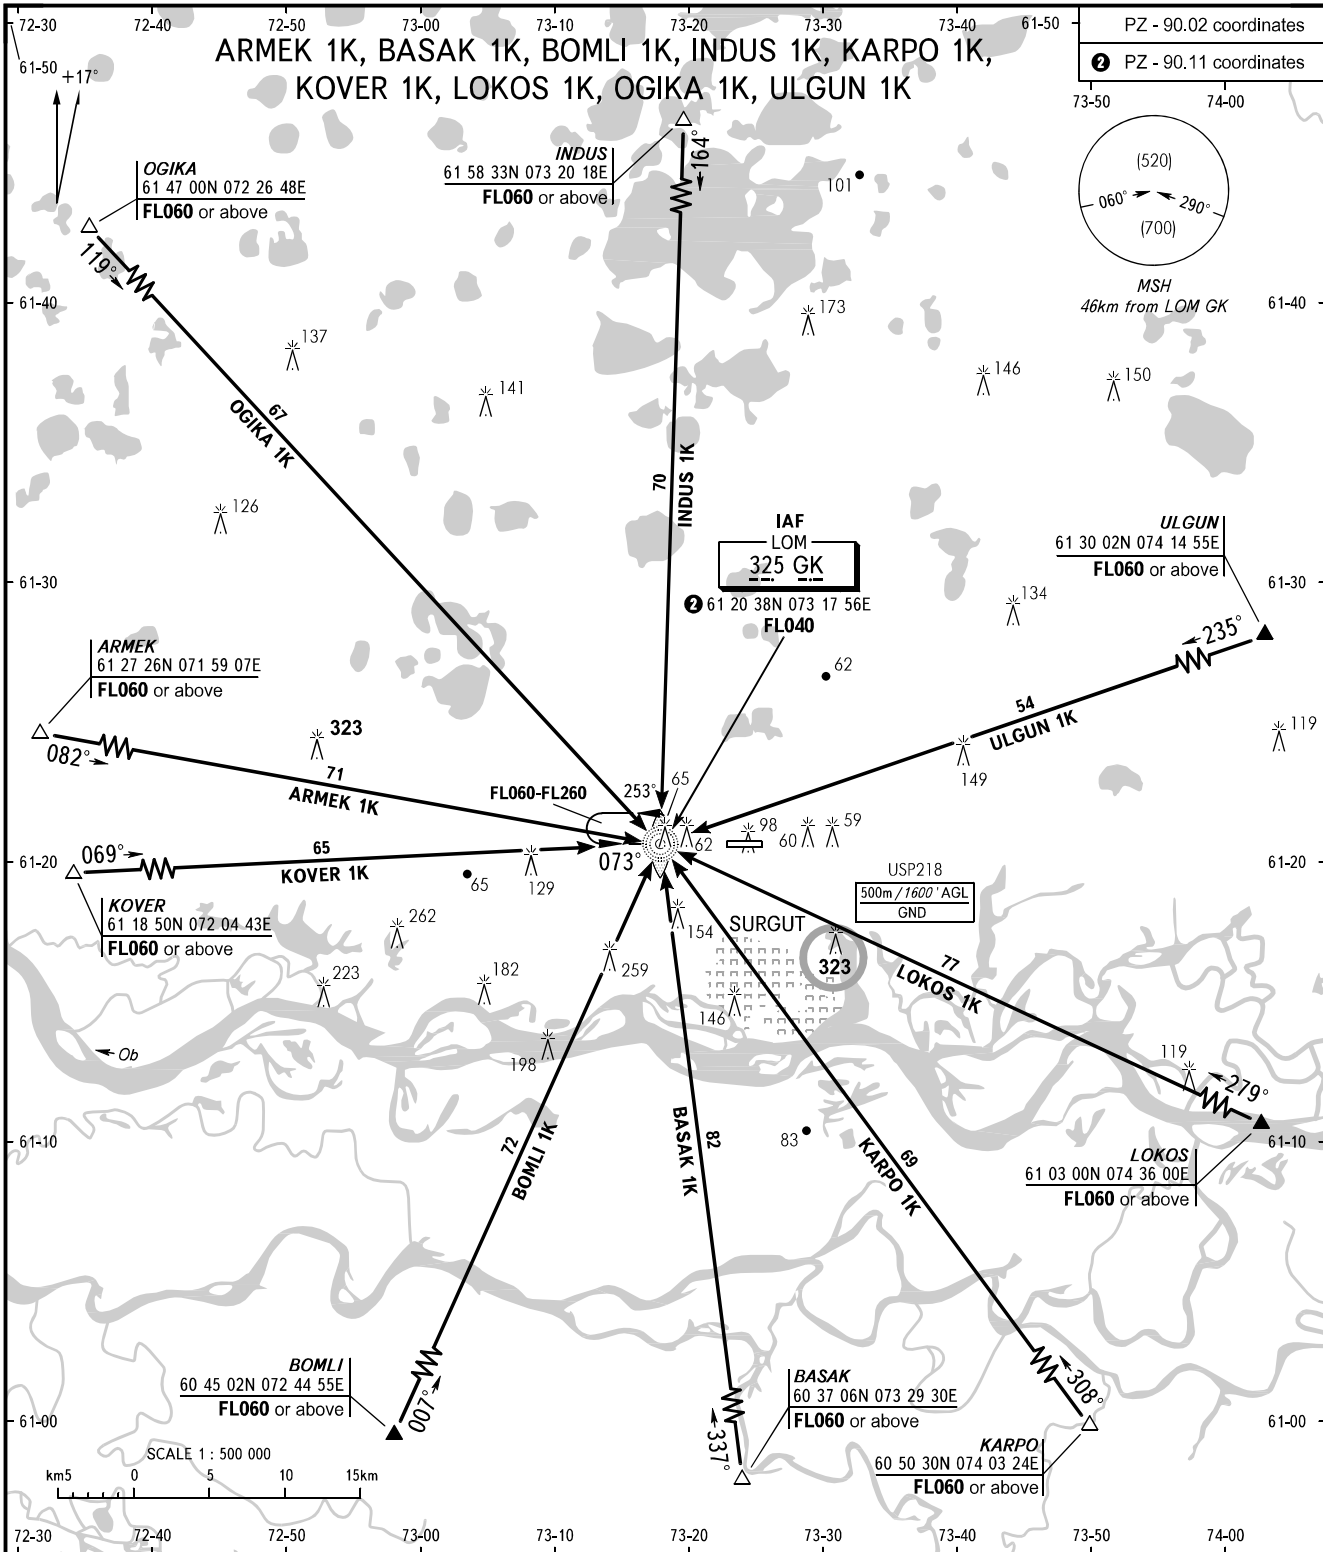 72-30
72-40
72-50
73-00
73-10
73-20
73-30
73-40
61-50
PZ - 90.02 coordinates
❷ PZ - 90.11 coordinates
61-50
+17°
ARMEK 1K, BASAK 1K, BOMLI 1K, INDUS 1K, KARPO 1K,
KOVER 1K, LOKOS 1K, OGIKA 1K, ULGUN 1K
73-50
74-00
OGIKA
61 47 00N 072 26 48E
FL060 or above
119°
INDUS
61 58 33N 073 20 18E
FL060 or above
164°
101
(520)
060°
290°
(700)
MSH
46km from LOM GK
61-40
61-40
137
141
173
146
150
67
OGIKA 1K
70
INDUS 1K
126
IAF
LOM
325 GK
❷ 61 20 38N 073 17 56E
FL040
ULGUN
61 30 02N 074 14 55E
FL060 or above
235°
61-30
61-30
134
62
ARMEK
61 27 26N 071 59 07E
FL060 or above
082°
323
71
ARMEK 1K
54
ULGUN 1K
149
119
FL060-FL260
253°
65
073°
62
98
60
59
61-20
61-20
069°
65
KOVER 1K
129
65
KOVER
61 18 50N 072 04 43E
FL060 or above
262
223
182
259
198
154
SURGUT
146
USP218
500m / 1600' AGL
GND
323
77
LOKOS 1K
Ob
119
279°
61-10
61-10
LOKOS
61 03 00N 074 36 00E
FL060 or above
72
BOMLI 1K
82
BASAK 1K
83
69
KARPO 1K
BOMLI
60 45 02N 072 44 55E
FL060 or above
007°
BASAK
60 37 06N 073 29 30E
FL060 or above
337°
308°
KARPO
60 50 30N 074 03 24E
FL060 or above
61-00
61-00
SCALE 1 : 500 000
km5
0
5
10
15km
72-30
72-40
72-50
73-00
73-10
73-20
73-30
73-40
73-50
74-00